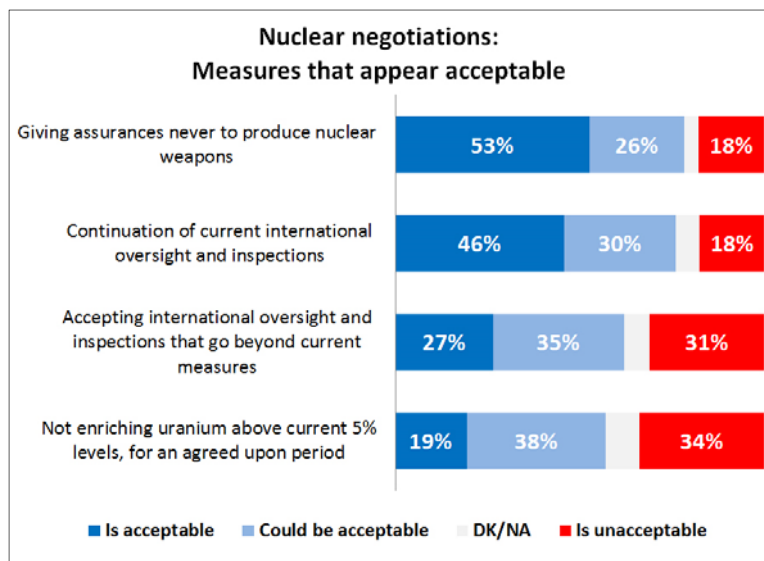 Nuclear negotiations:
Measures that appear acceptable
Giving assurances never to produce nuclear
weapons
53% 26% 18%
Continuation of current international
oversight and inspections
46% 30% 18%
Accepting international oversight and
inspections that go beyond current
measures
27% 35% 31%
Not enriching uranium above current 5%
levels, for an agreed upon period
19% 38% 34%
Is acceptable Could be acceptable DK/NA Is unacceptable